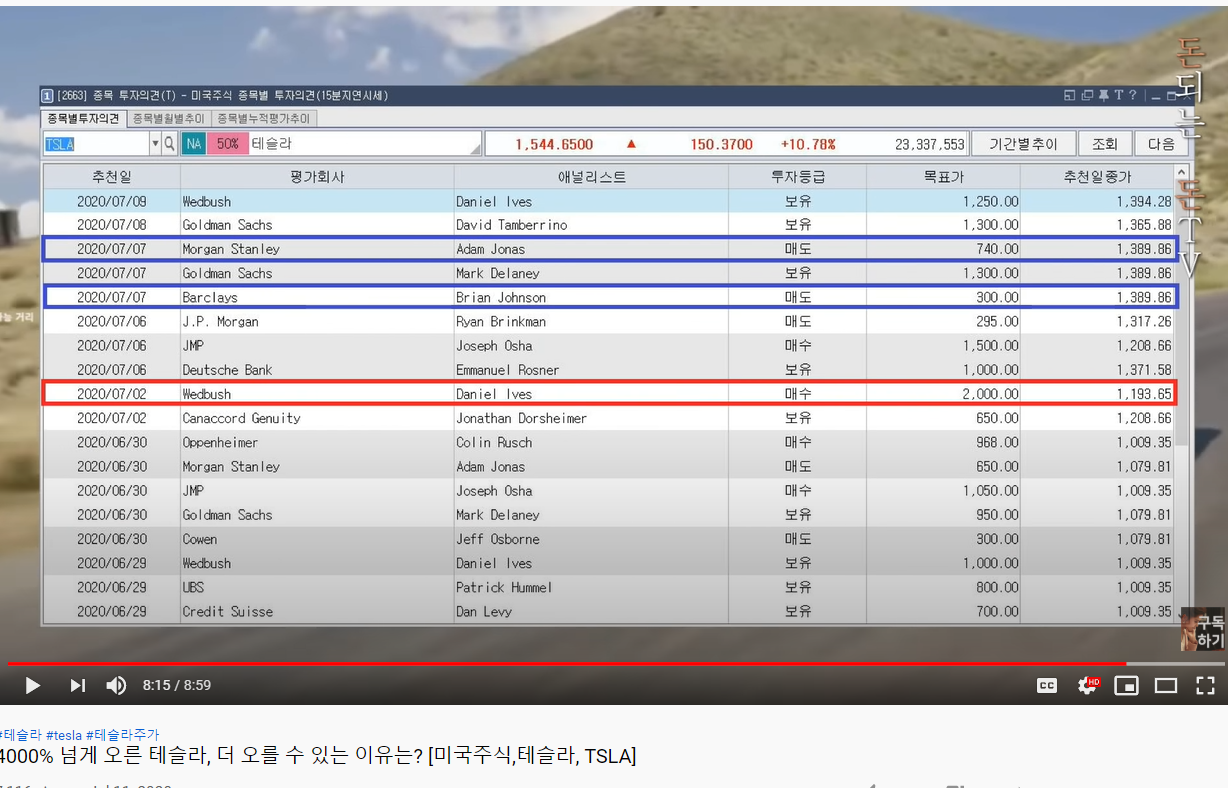 돈 되는 돈 TV
1 [2663] 종목 투자의견(T) - 미국주식 종목별 투자의견(15분지연시세)
T ?
종목별투자의견 종목별월별추이 종목별누적평가추이
TSLA NA 50% 테슬라 1,544.6500 ▲ 150.3700 +10.78% 23,337,553 기간별추이 조회 다음
추천일 평가회사 애널리스트 투자등급 목표가 추천일종가
2020/07/09 Wedbush Daniel Ives 보유 1,250.00 1,394.28
2020/07/08 Goldman Sachs David Tamberrino 보유 1,300.00 1,365.88
2020/07/07 Morgan Stanley Adam Jonas 매도 740.00 1,389.86
2020/07/07 Goldman Sachs Mark Delaney 보유 1,300.00 1,389.86
2020/07/07 Barclays Brian Johnson 매도 300.00 1,389.86
하늘 거리
2020/07/06 J.P. Morgan Ryan Brinkman 매도 295.00 1,317.26
2020/07/06 JMP Joseph Osha 매수 1,500.00 1,208.66
2020/07/06 Deutsche Bank Emmanuel Rosner 보유 1,000.00 1,371.58
2020/07/02 Wedbush Daniel Ives 매수 2,000.00 1,193.65
2020/07/02 Canaccord Genuity Jonathan Dorsheimer 보유 650.00 1,208.66
2020/06/30 Oppenheimer Colin Rusch 매수 968.00 1,009.35
2020/06/30 Morgan Stanley Adam Jonas 매도 650.00 1,079.81
2020/06/30 JMP Joseph Osha 매수 1,050.00 1,009.35
2020/06/30 Goldman Sachs Mark Delaney 보유 950.00 1,079.81
2020/06/30 Cowen Jeff Osborne 매도 300.00 1,079.81
2020/06/29 Wedbush Daniel Ives 보유 1,000.00 1,009.35
2020/06/29 UBS Patrick Hummel 보유 800.00 1,009.35
2020/06/29 Credit Suisse Dan Levy 보유 700.00 1,009.35
구독
하기
8:15 / 8:59 CC HD
#테슬라 #tesla #테슬라주가
4000% 넘게 오른 테슬라, 더 오를 수 있는 이유는? [미국주식,테슬라, TSLA]